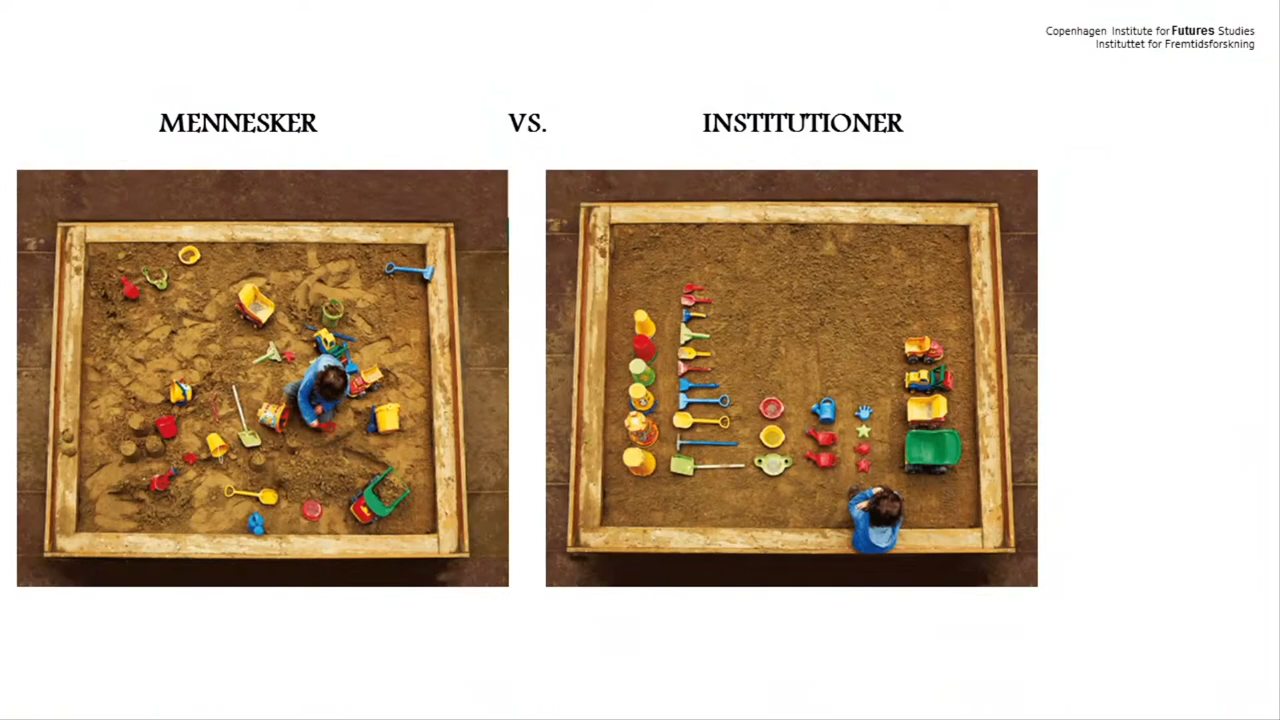 Copenhagen Institute for Futures Studies
Instituttet for Fremtidsforskning
MENNESKER VS. INSTITUTIONER